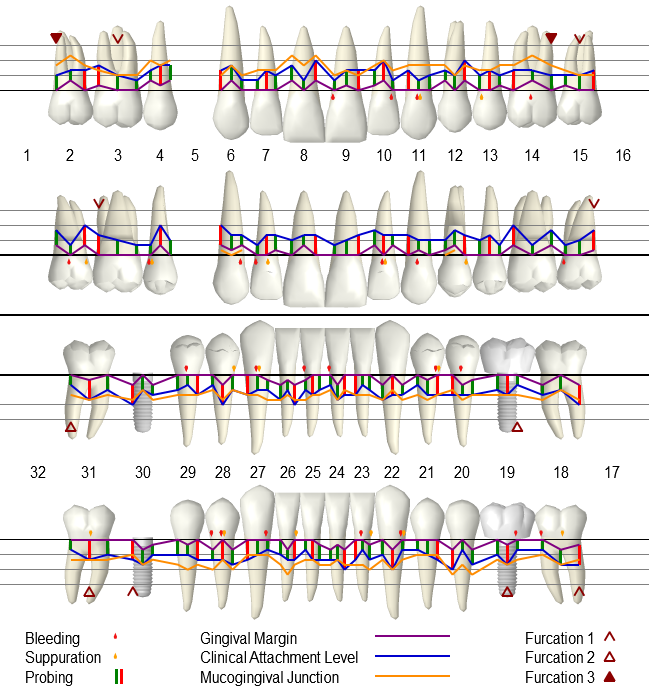 1 2 3 4 5 6 7 8 9 10 11 12 13 14 15 16
32 31 30 29 28 27 26 25 24 23 22 21 20 19 18 17
Bleeding Gingival Margin Furcation 1
Suppuration Clinical Attachment Level Furcation 2
Probing Mucogingival Junction Furcation 3